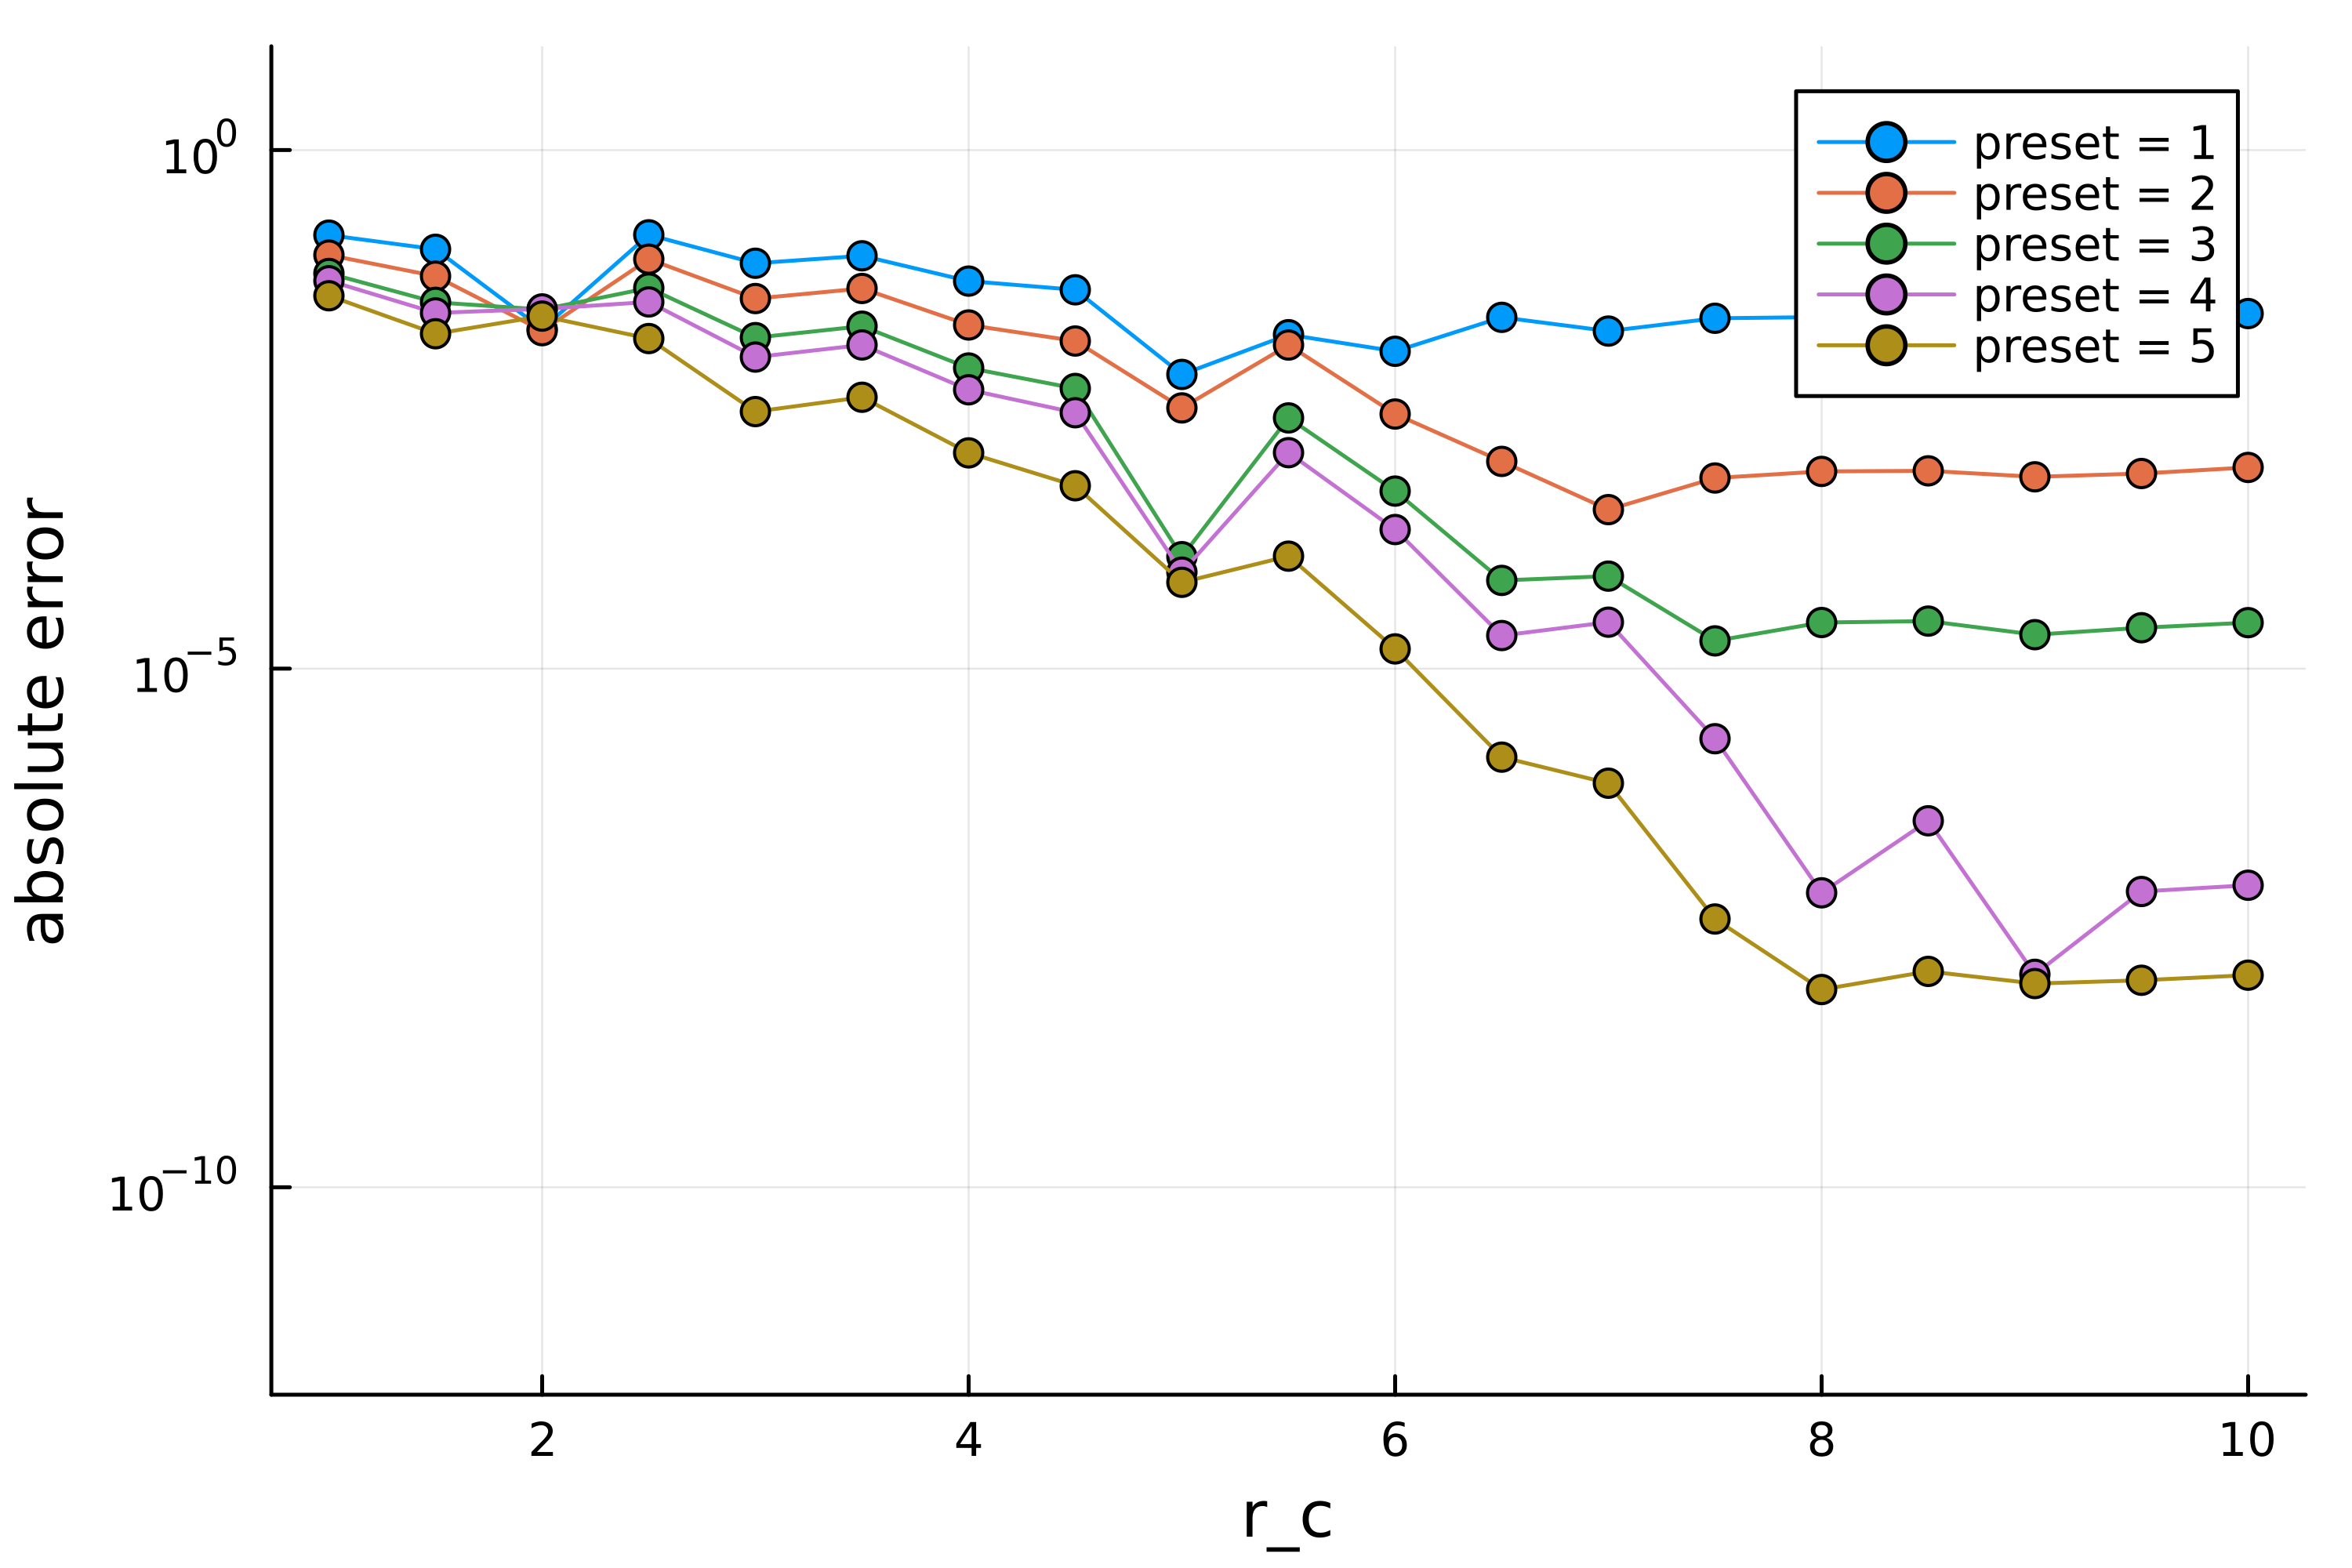 absolute error
10^0
10^−5
10^−10
preset = 1
preset = 2
preset = 3
preset = 4
preset = 5
2 4 6 8 10
r_c